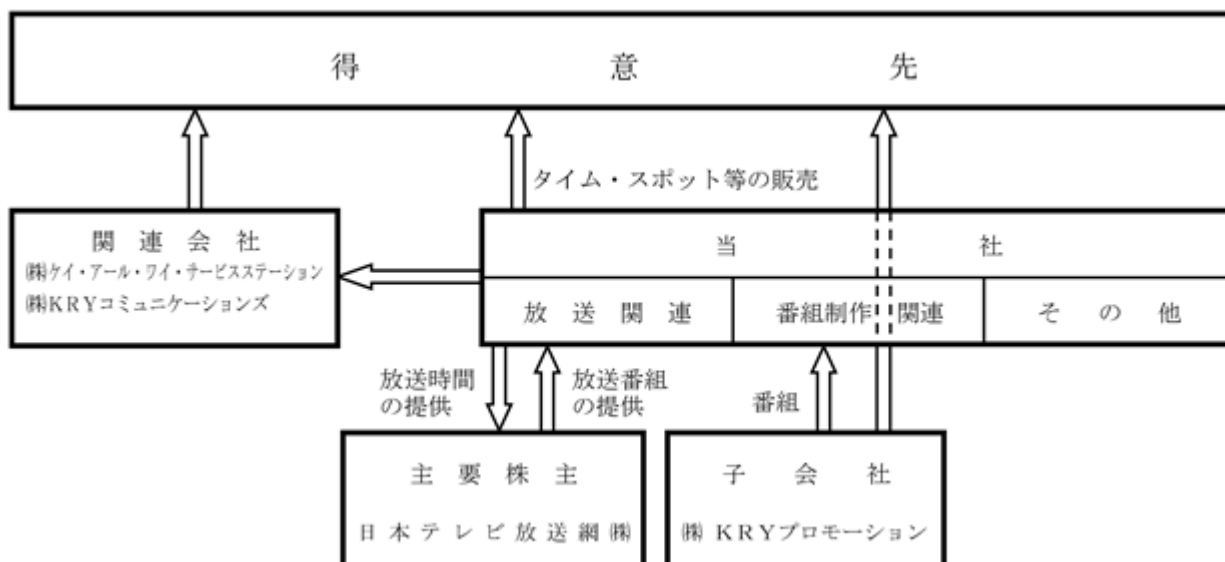 得意先
タイム・スポット等の販売
関連会社
㈱ケイ・アール・ワイ・サービスステーション
㈱KRYコミュニケーションズ
当社
放送関連
番組制作関連
その他
放送時間
の提供
放送番組
の提供
番組
主要株主
日本テレビ放送網㈱
子会社
㈱KRYプロモーション